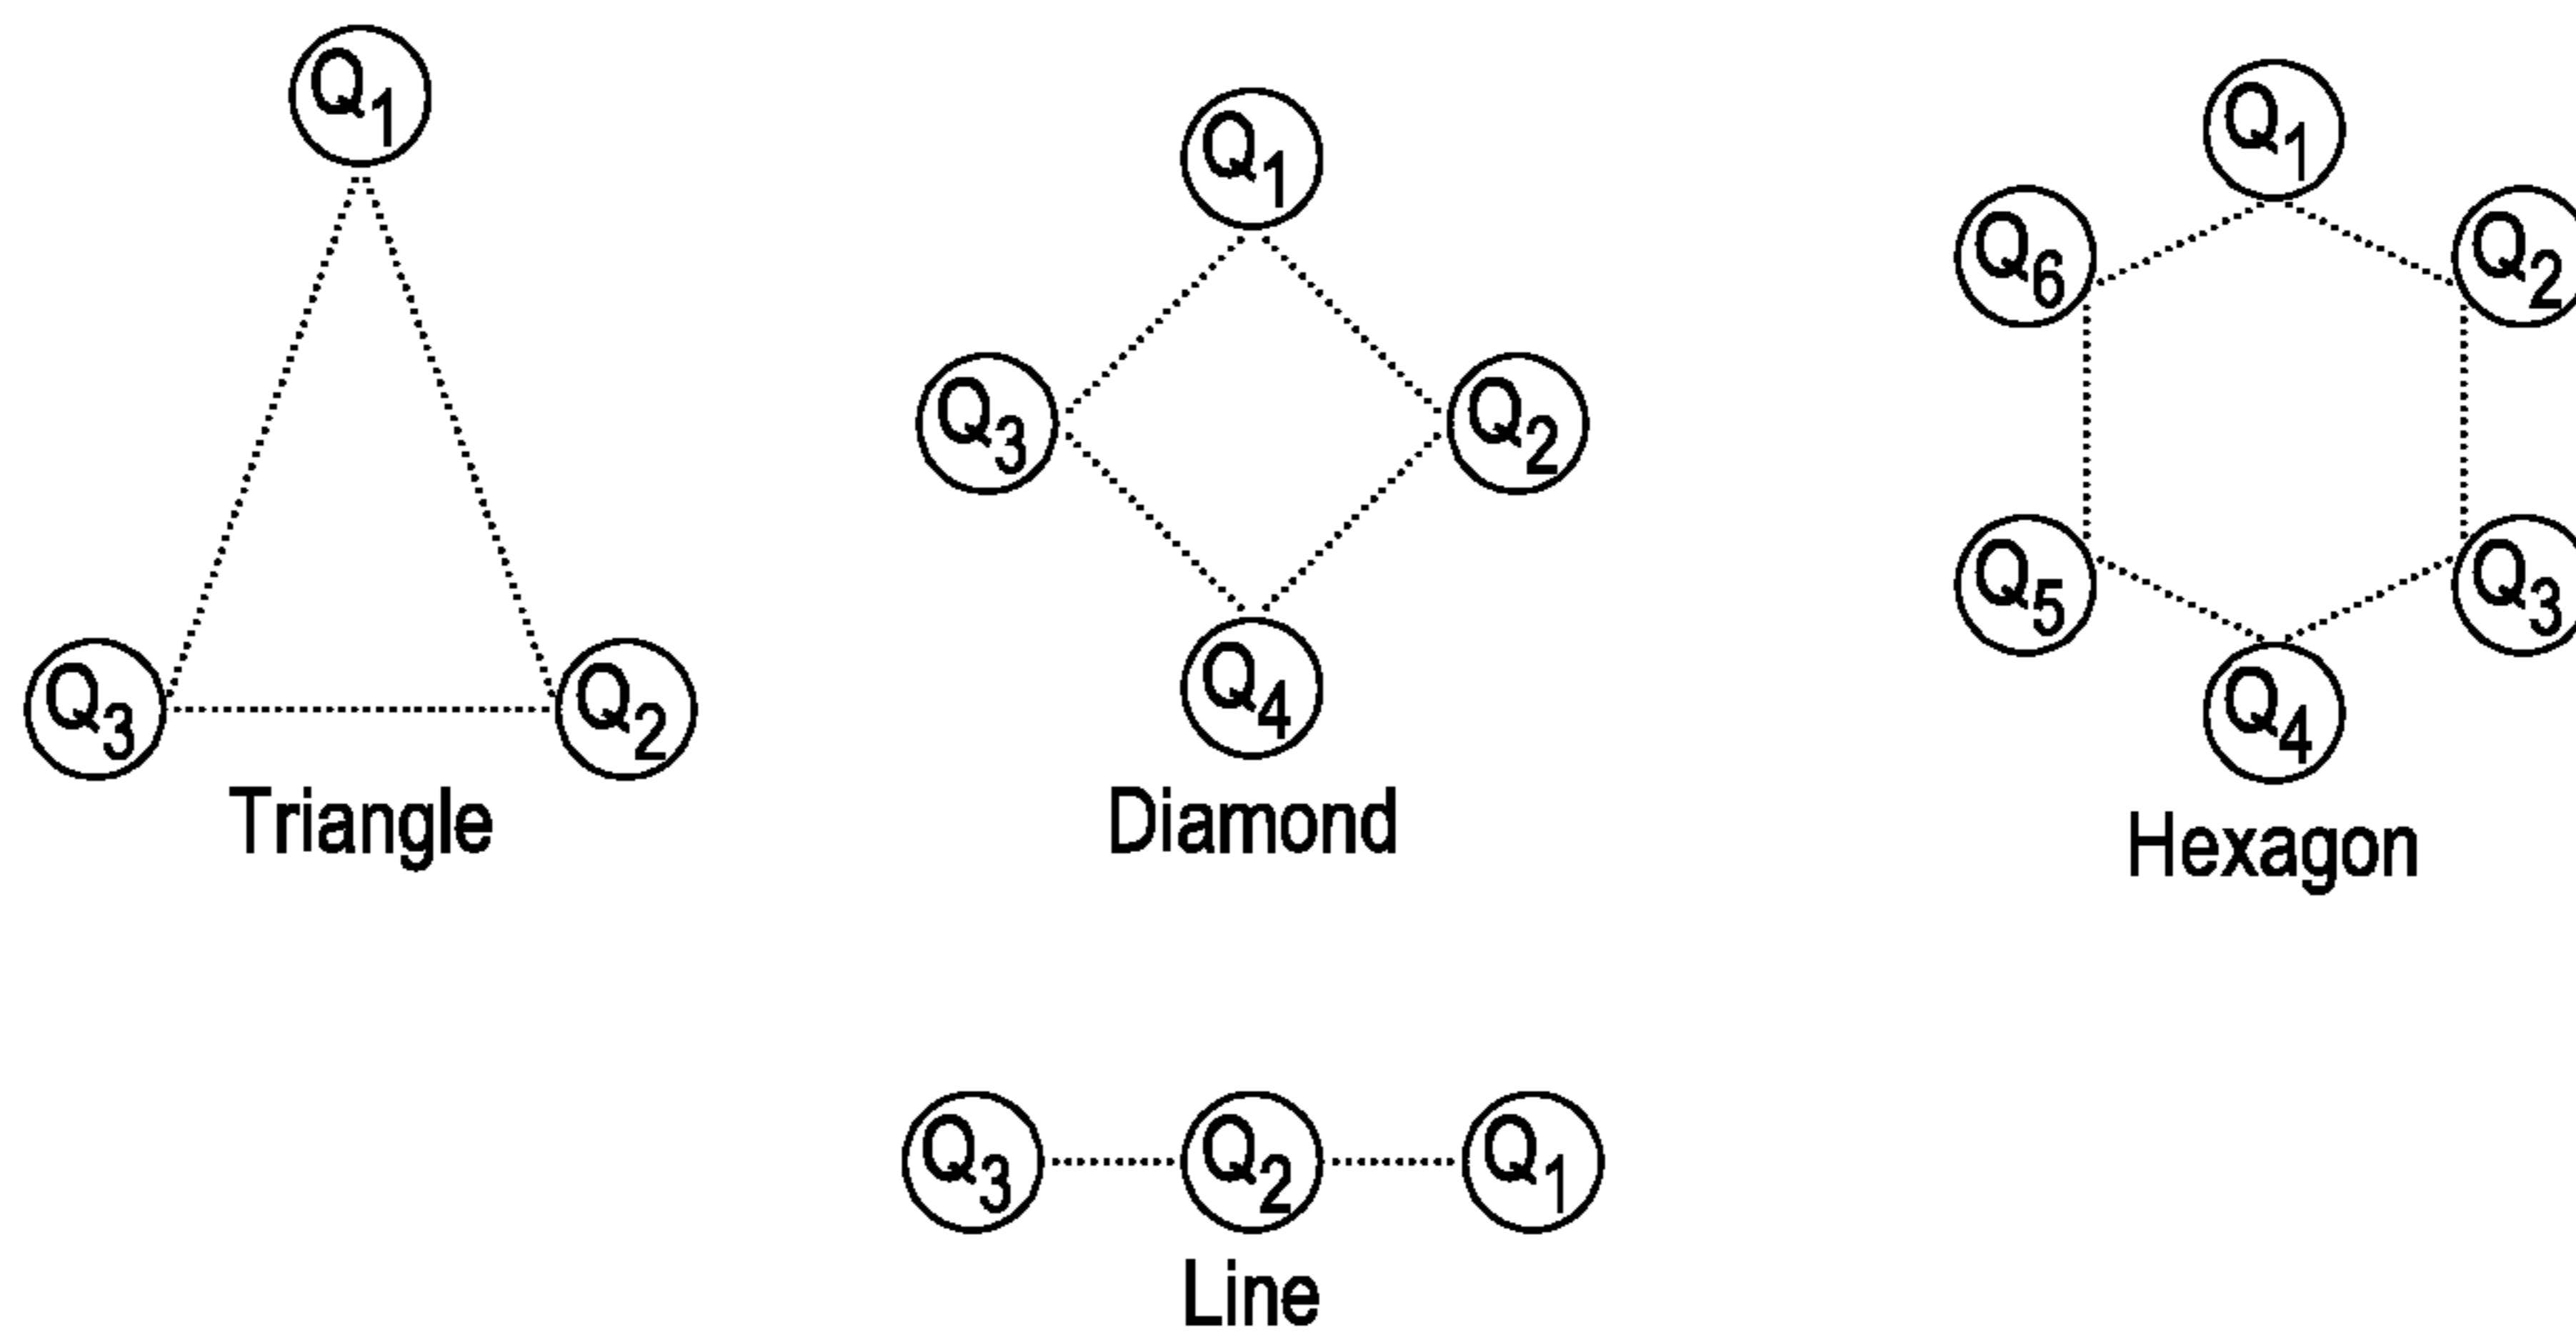 Q1
Q3 Q2
Triangle
Q1
Q3 Q2
Q4
Diamond
Q1
Q6 Q2
Q5 Q3
Q4
Hexagon
Q3 Q2 Q1
Line